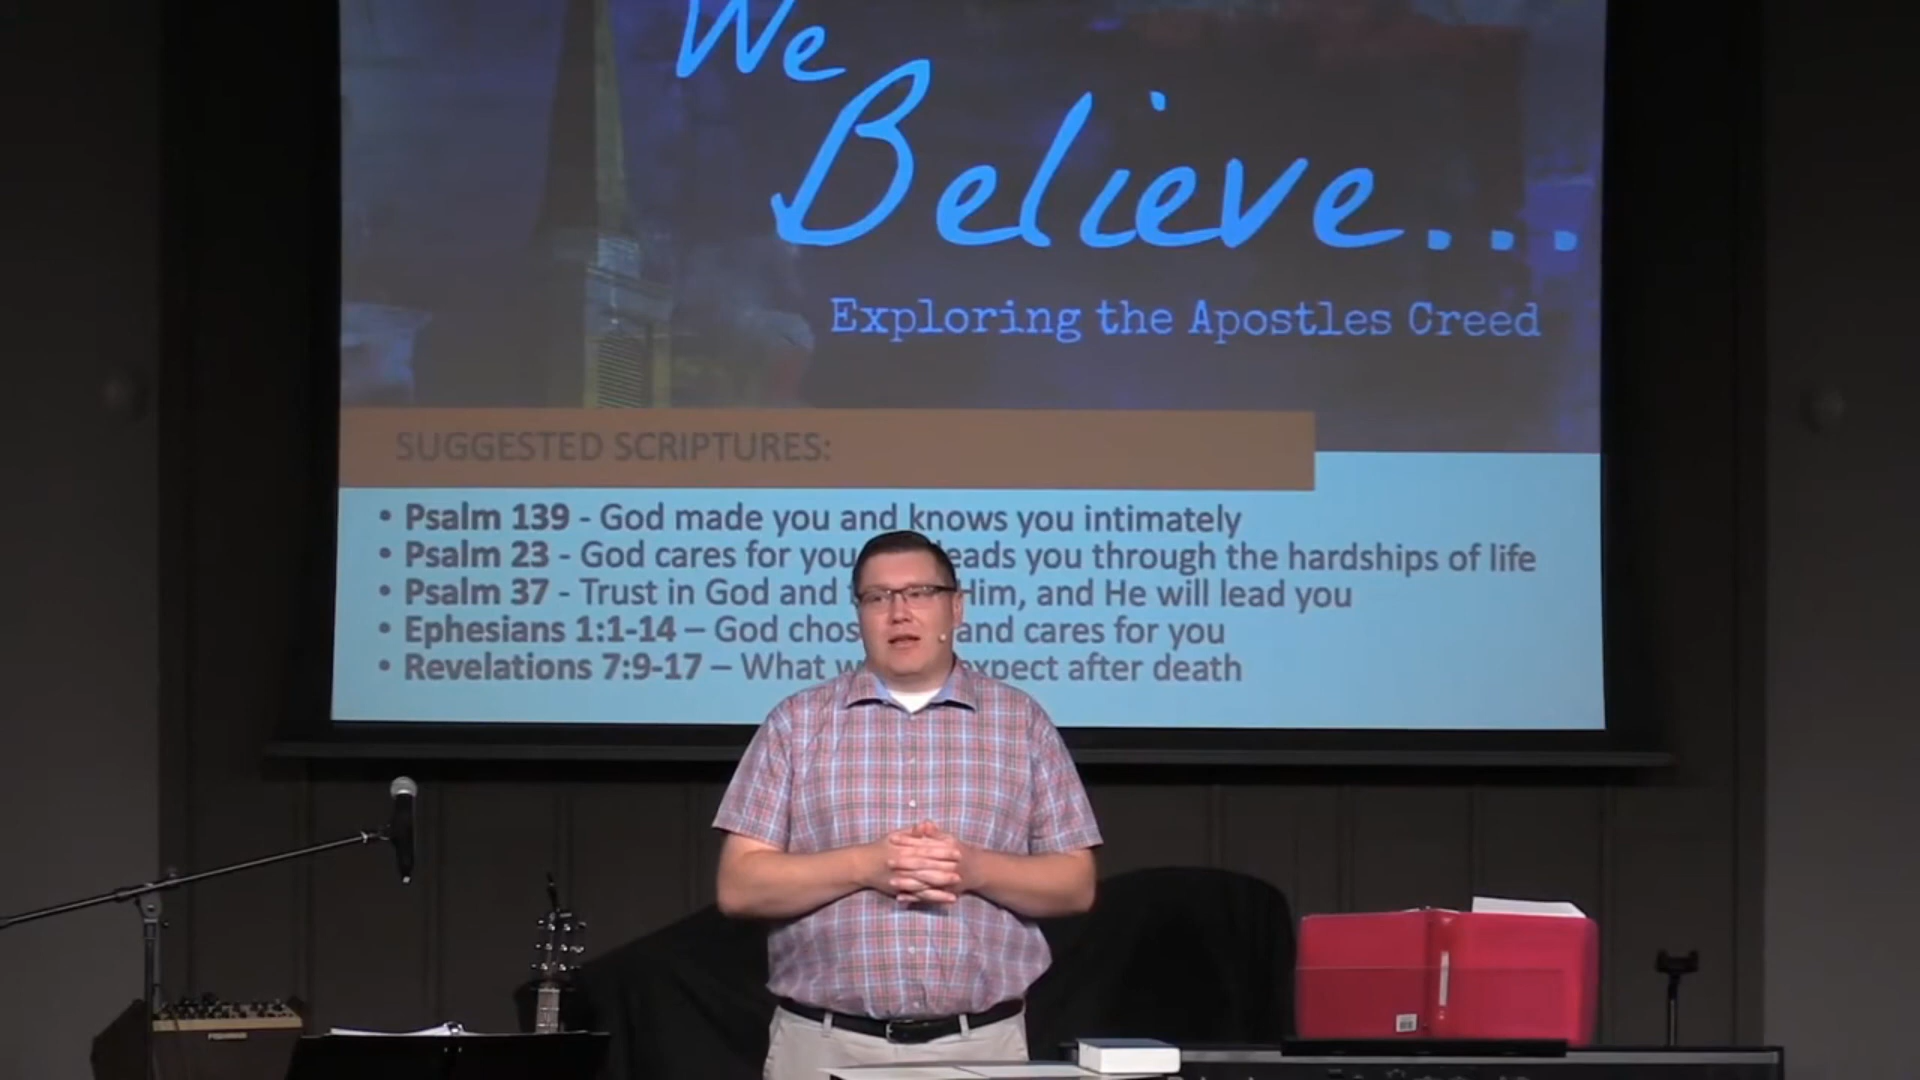 We
Believe...
Exploring the Apostles Creed
SUGGESTED SCRIPTURES:
• Psalm 139 - God made you and knows you intimately
• Psalm 23 - God cares for you leads you through the hardships of life
• Psalm 37 - Trust in God and Him, and He will lead you
• Ephesians 1:1-14 – God and cares for you
• Revelations 7:9-17 – What expect after death